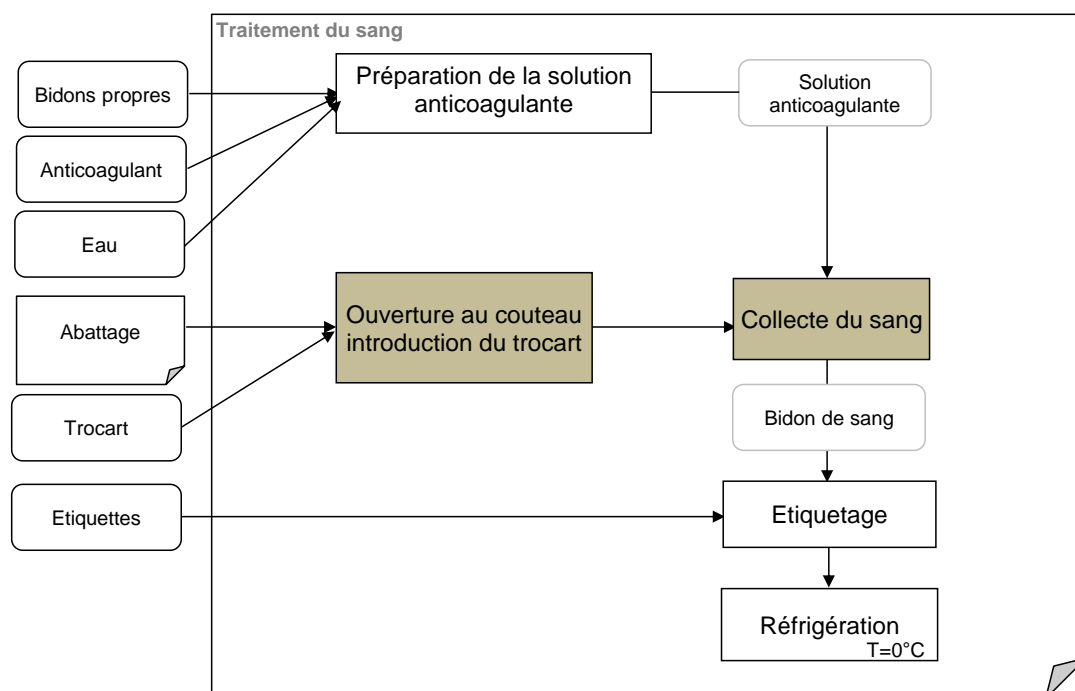 Traitement du sang
Bidons propres
Préparation de la solution
anticoagulante
Solution
anticoagulante
Anticoagulant
Eau
Abattage
Ouverture au couteau
introduction du trocart
Collecte du sang
Trocart
Bidon de sang
Etiquettes
Etiquetage
Réfrigération
T=0°C